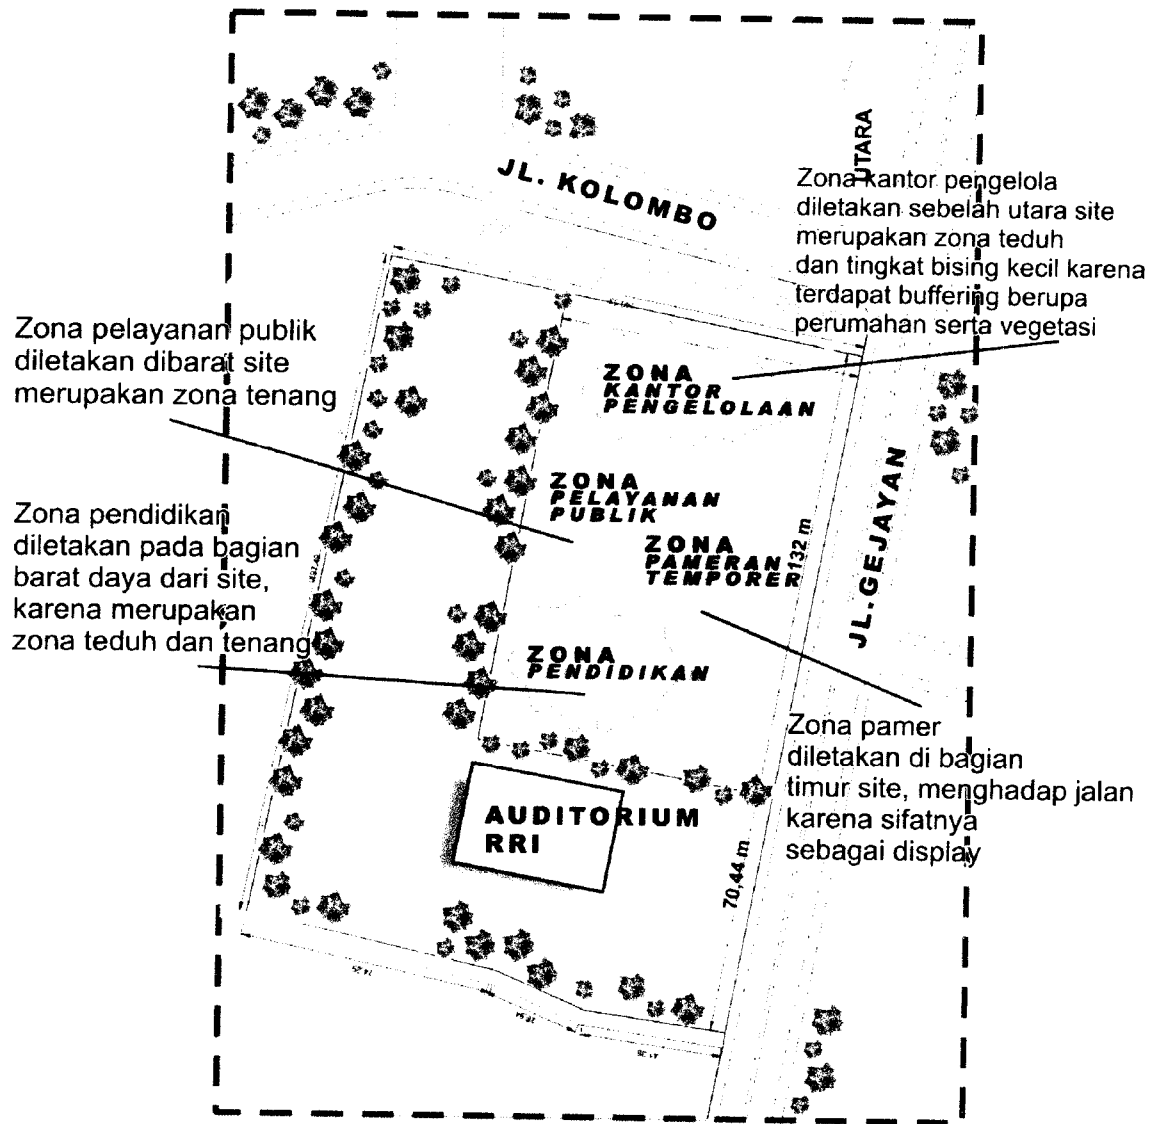 UTARA
JL. KOLOMBO
Zona kantor pengelola
diletakan sebelah utara site
merupakan zona teduh
dan tingkat bising kecil karena
terdapat buffering berupa
perumahan serta vegetasi
Zona pelayanan publik
diletakan dibarat site
merupakan zona tenang
ZONA
KANTOR
PENGELOLAAN
JL.GEJAYAN
ZONA
PELAYANAN
PUBLIK
Zona pendidikan
diletakan pada bagian
barat daya dari site,
karena merupakan
zona teduh dan tenang
ZONA
PAMERAN
TEMPORER
132 m
ZONA
PENDIDIKAN
Zona pamer
diletakan di bagian
timur site, menghadap jalan
karena sifatnya
sebagai display
AUDITORIUM
RRI
70,44 m